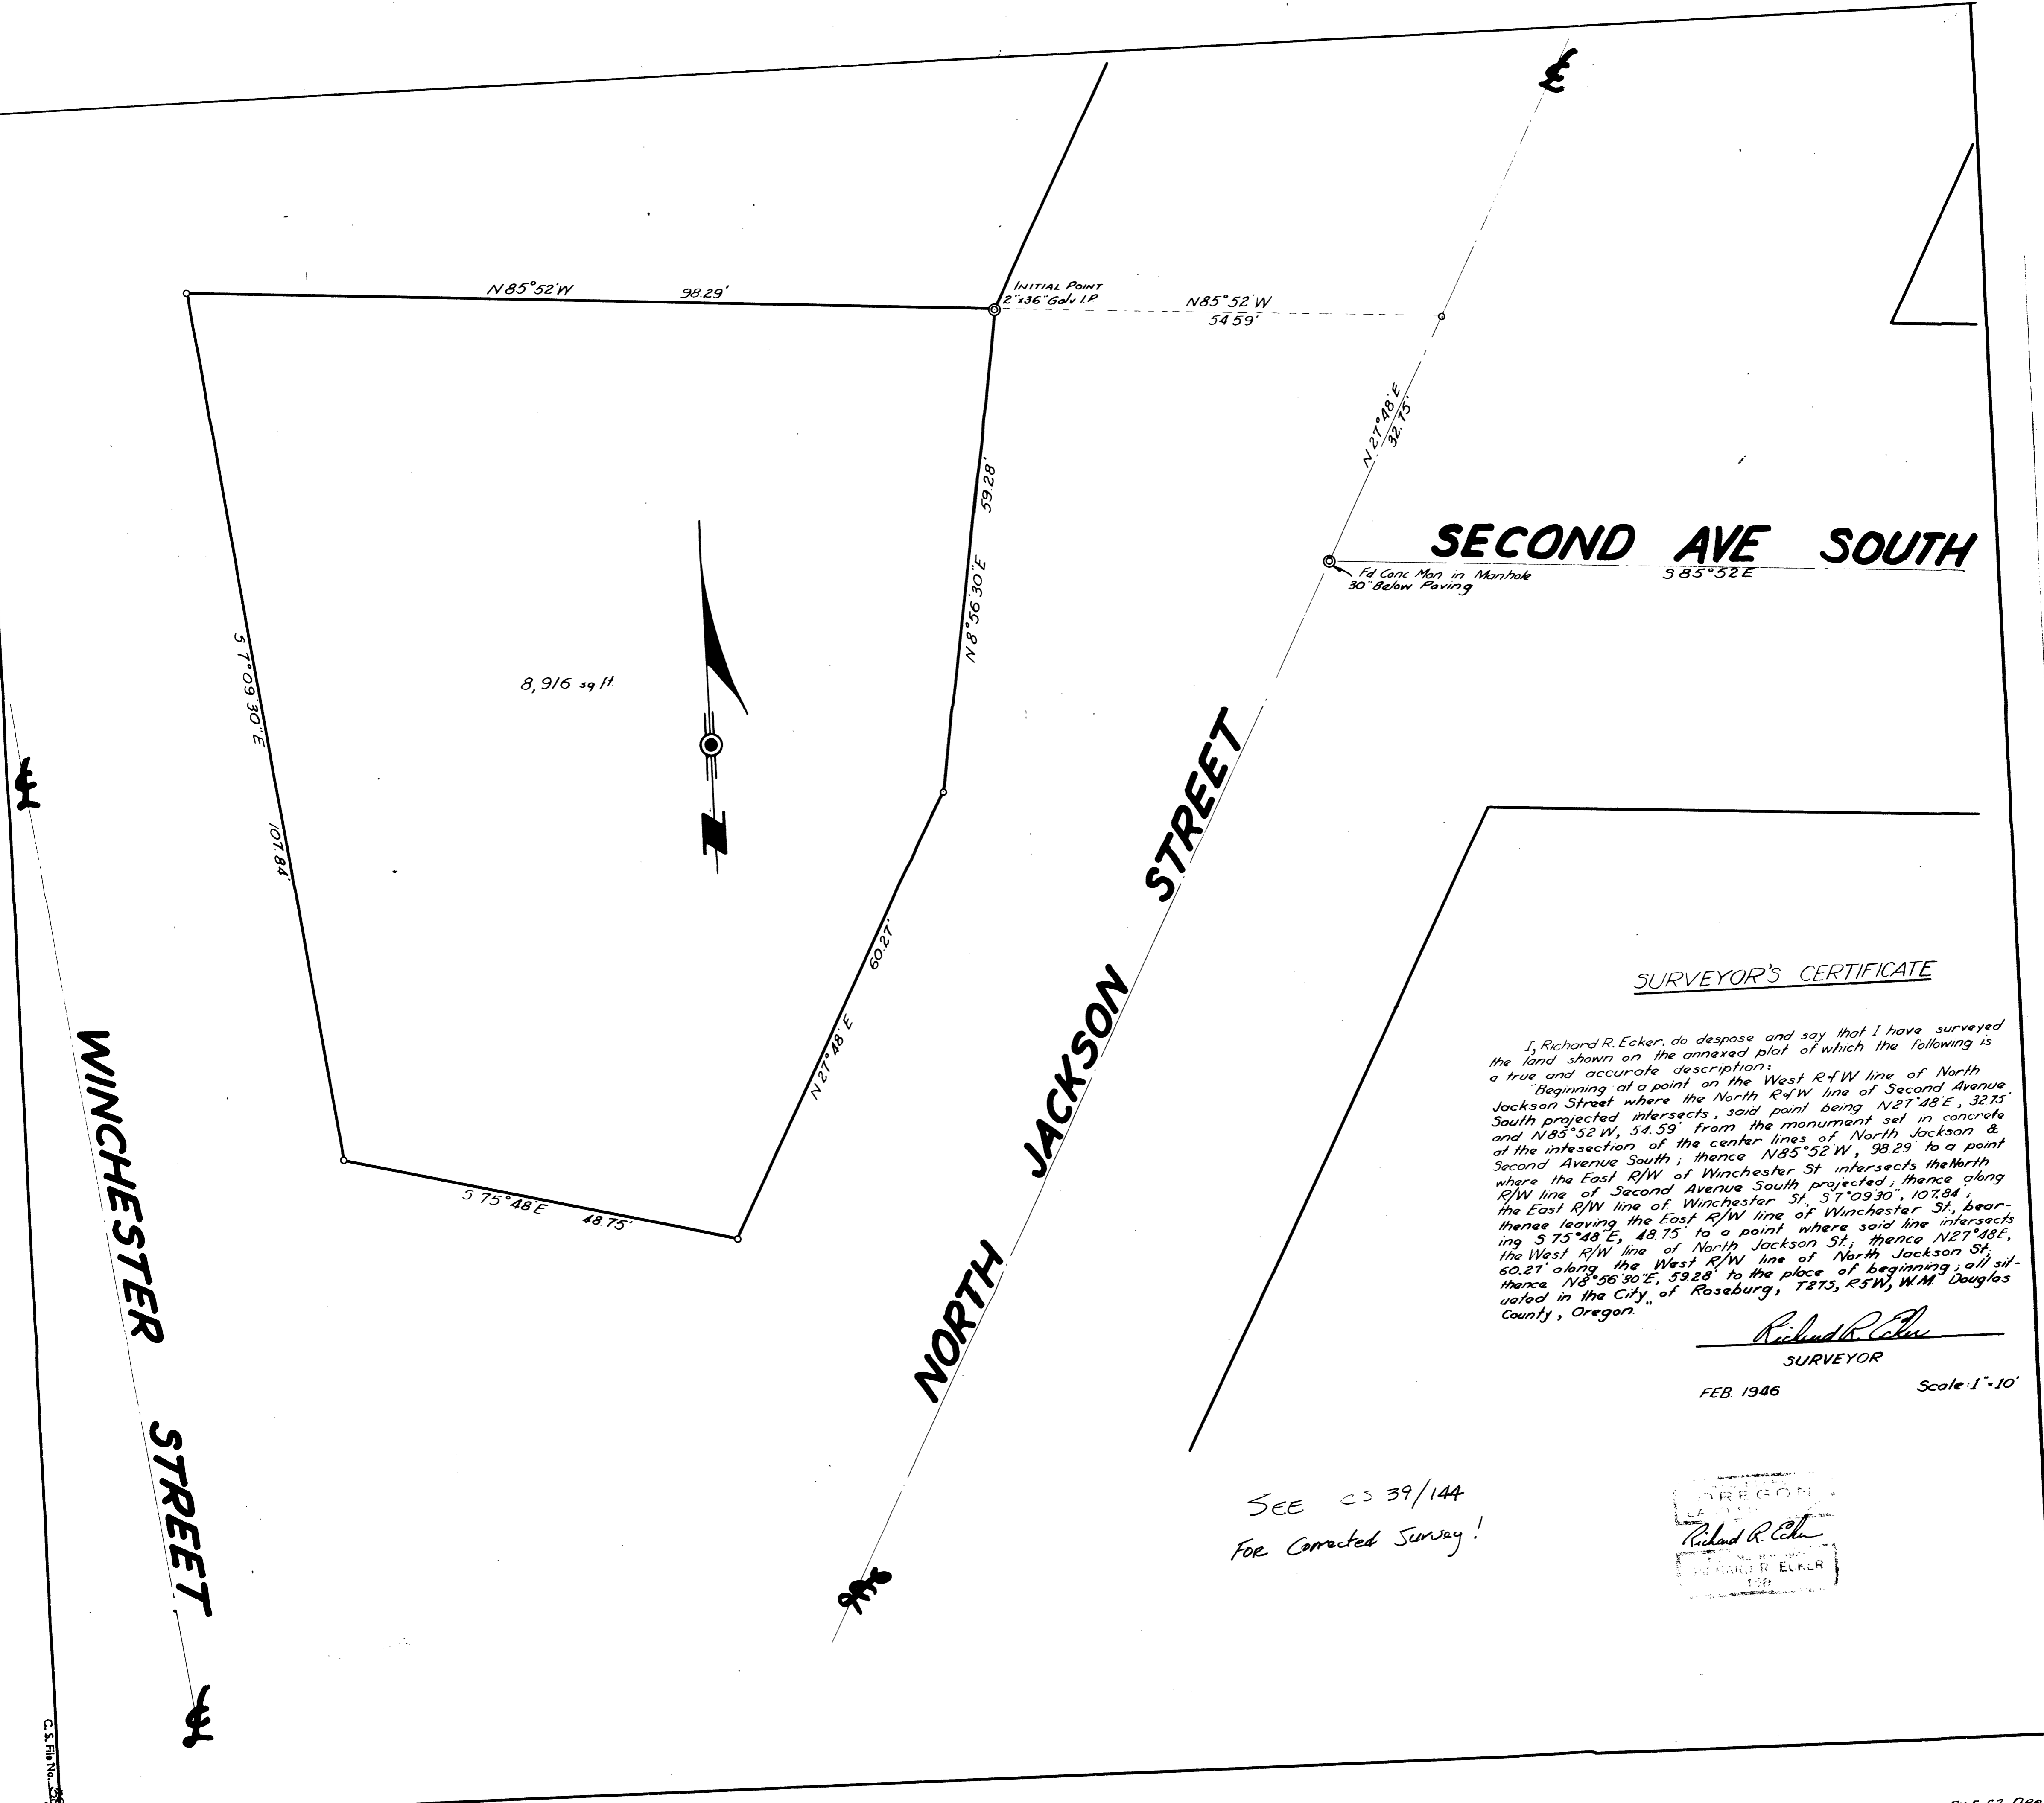 N85°52'W 98.29'
INITIAL POINT
2"x36" Galv. I.P
N85°52'W
54.59'
N 27°48'E
32.75'
SECOND AVE SOUTH
S85°52'E
Fd Conc Mon in Manhole
30" Below Paving
59.28'
N 8°56'30"E
S 7°09'30"E
107.84'
8,916 sq.ft.
60.27'
N 27°48'E
S 75°48'E 48.75'
WINCHESTER STREET
NORTH JACKSON STREET
SURVEYOR'S CERTIFICATE
I, Richard R. Ecker, do despose and say that I have surveyed
the land shown on the annexed plat of which the following is
a true and accurate description:
"Beginning at a point on the West R of W line of North
Jackson Street where the North R of W line of Second Avenue
South projected intersects, said point being N27°48'E, 32.75'
and N85°52'W, 54.59' from the monument set in concrete
at the intesection of the center lines of North Jackson &
Second Avenue South; thence N85°52'W, 98.29' to a point
where the East R/W of Winchester St intersects the North
R/W line of Second Avenue South projected; thence along
the East R/W line of Winchester St. S7°09'30", 107.84';
thence leaving the East R/W line of Winchester St., bear-
ing S 75°48'E, 48.75' to a point where said line intersects
the West R/W line of North Jackson St.; thence N27°48'E,
60.27' along the West R/W line of North Jackson St;
thence N8°56'30"E, 59.28' to the place of beginning; all sit-
uated in the City of Roseburg, T27S, R5W, W.M. Douglas
County, Oregon."
Richard R. Ecker
SURVEYOR
FEB. 1946 Scale: 1"=10'
SEE CS 39/144
FOR Corrected Survey!
OREGON
Richard R. Ecker
RICHARD R. ECKER
C.S. File No.